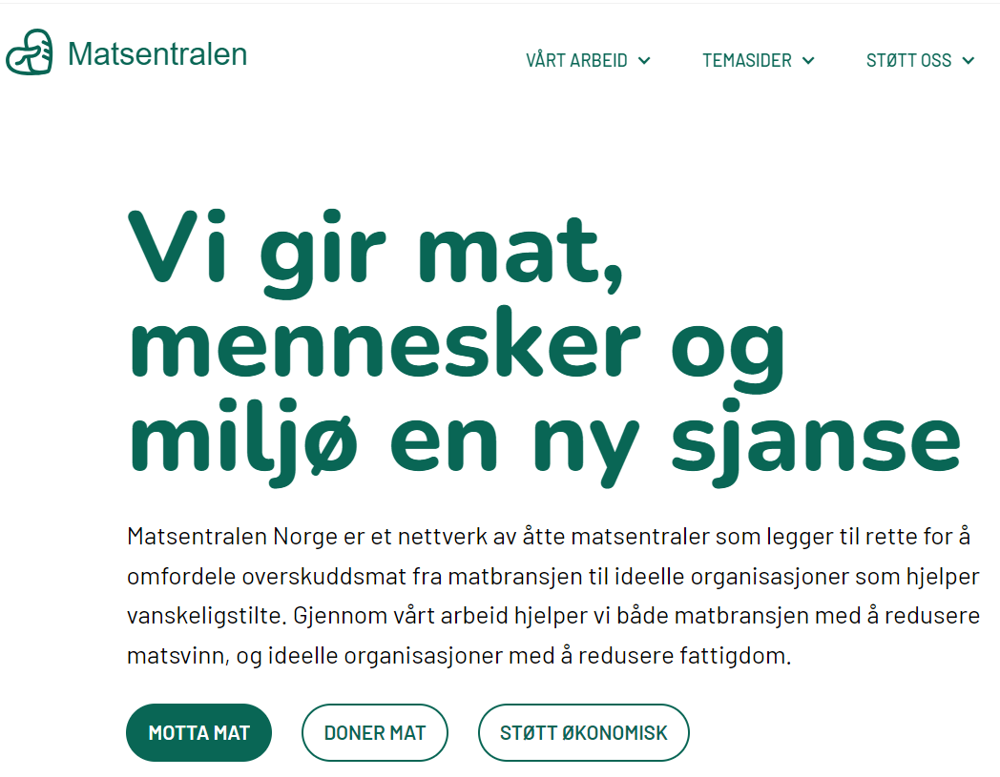 Matsentralen
VÅRT ARBEID
TEMASIDER
STØTT OSS
Vi gir mat,
mennesker og
miljø en ny sjanse
Matsentralen Norge er et nettverk av åtte matsentraler som legger til rette for å
omfordele overskuddsmat fra matbransjen til ideelle organisasjoner som hjelper
vanskeligstilte. Gjennom vårt arbeid hjelper vi både matbransjen med å redusere
matsvinn, og ideelle organisasjoner med å redusere fattigdom.
MOTTA MAT
DONER MAT
STØTT ØKONOMISK